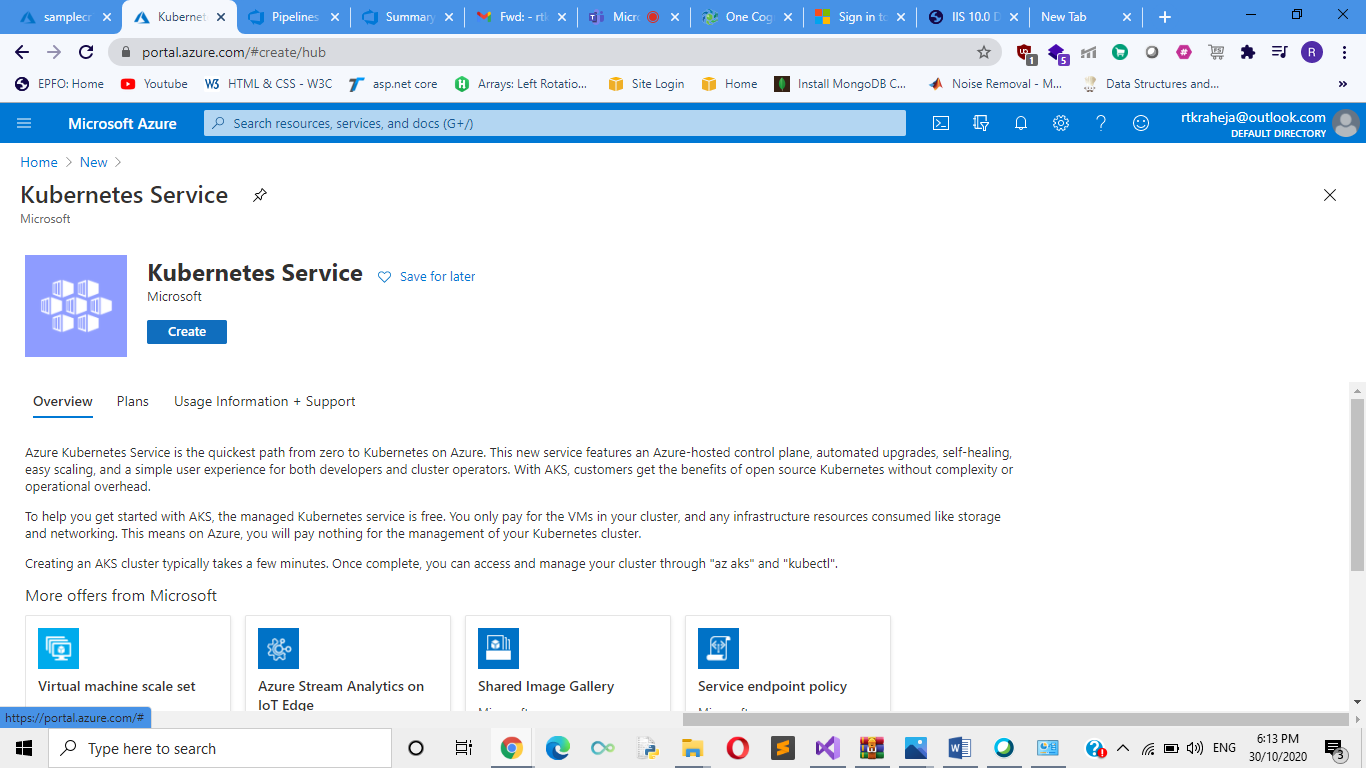 samplecr
Kubernet
Pipelines
Summary
Fwd: - rtk
Micro
One Cog
Sign in to
IIS 10.0 D
New Tab
portal.azure.com/#create/hub
1
5
R
EPFO: Home
Youtube
HTML & CSS - W3C
asp.net core
Arrays: Left Rotatio...
Site Login
Home
Install MongoDB C...
Noise Removal - M...
Data Structures and...
»
Microsoft Azure
Search resources, services, and docs (G+/)
rtkraheja@outlook.com
DEFAULT DIRECTORY
Home > New >
Kubernetes Service
Microsoft
Kubernetes Service
Save for later
Microsoft
Create
Overview Plans Usage Information + Support
Azure Kubernetes Service is the quickest path from zero to Kubernetes on Azure. This new service features an Azure-hosted control plane, automated upgrades, self-healing,
easy scaling, and a simple user experience for both developers and cluster operators. With AKS, customers get the benefits of open source Kubernetes without complexity or
operational overhead.
To help you get started with AKS, the managed Kubernetes service is free. You only pay for the VMs in your cluster, and any infrastructure resources consumed like storage
and networking. This means on Azure, you will pay nothing for the management of your Kubernetes cluster.
Creating an AKS cluster typically takes a few minutes. Once complete, you can access and manage your cluster through "az aks" and "kubectl".
More offers from Microsoft
Virtual machine scale set
Azure Stream Analytics on
IoT Edge
Shared Image Gallery
Service endpoint policy
https://portal.azure.com/#
Type here to search
ENG
6:13 PM
30/10/2020
3